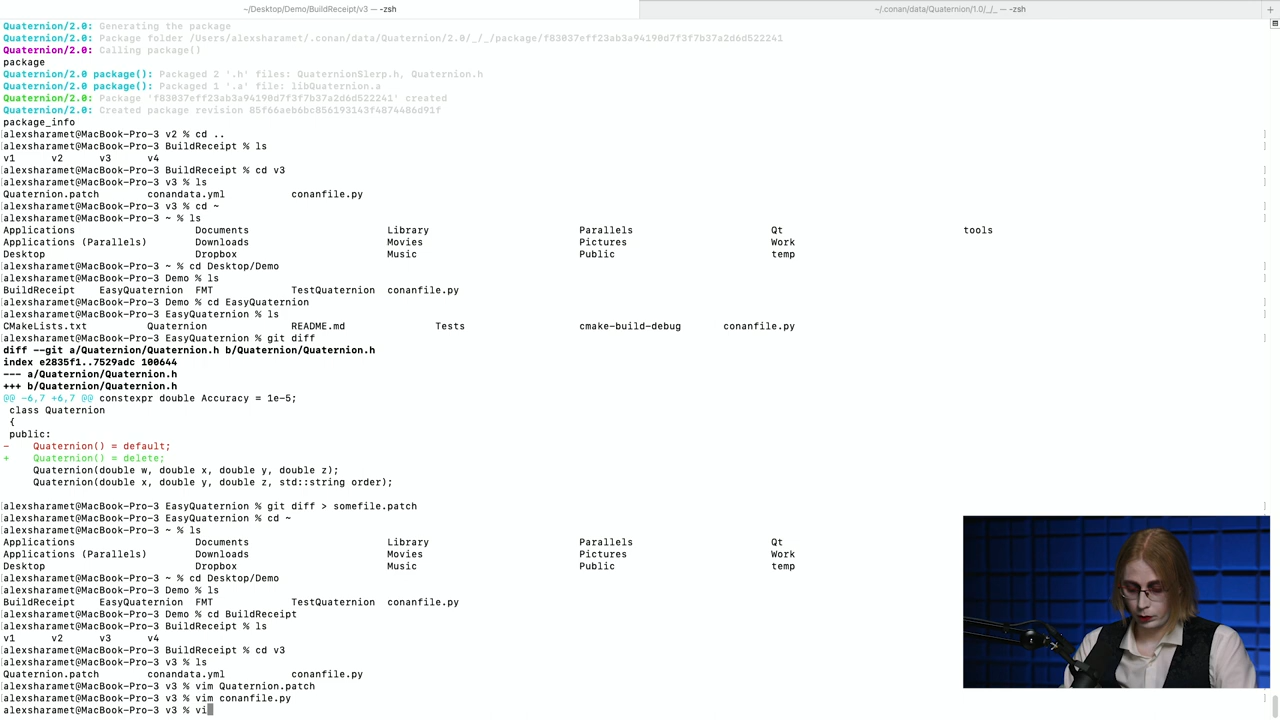 ~/Desktop/Demo/BuildReceipt/v3 — -zsh
~/.conan/data/Quaternion/1.0/_/_ — -zsh
Quaternion/2.0: Generating the package
Quaternion/2.0: Package folder /Users/alexsharamet/.conan/data/Quaternion/2.0/_/_/package/f83037eff23ab3a94190d7f3f7b37a2d6d522241
Quaternion/2.0: Calling package()
package
Quaternion/2.0 package(): Packaged 2 '.h' files: QuaternionSlerp.h, Quaternion.h
Quaternion/2.0 package(): Packaged 1 '.a' file: libQuaternion.a
Quaternion/2.0: Package 'f83037eff23ab3a94190d7f3f7b37a2d6d522241' created
Quaternion/2.0: Created package revision 85f66aeb6bc856193143f4874486d91f
package_info
alexsharamet@MacBook-Pro-3 v2 % cd ..
alexsharamet@MacBook-Pro-3 BuildReceipt % ls
v1 v2 v3 v4
alexsharamet@MacBook-Pro-3 BuildReceipt % cd v3
alexsharamet@MacBook-Pro-3 v3 % ls
Quaternion.patch conandata.yml conanfile.py
alexsharamet@MacBook-Pro-3 v3 % cd ~
alexsharamet@MacBook-Pro-3 ~ % ls
Applications Documents Library Parallels Qt tools
Applications (Parallels) Downloads Movies Pictures Work
Desktop Dropbox Music Public temp
alexsharamet@MacBook-Pro-3 ~ % cd Desktop/Demo
alexsharamet@MacBook-Pro-3 Demo % ls
BuildReceipt EasyQuaternion FMT TestQuaternion conanfile.py
alexsharamet@MacBook-Pro-3 Demo % cd EasyQuaternion
alexsharamet@MacBook-Pro-3 EasyQuaternion % ls
CMakeLists.txt Quaternion README.md Tests cmake-build-debug conanfile.py
alexsharamet@MacBook-Pro-3 EasyQuaternion % git diff
diff --git a/Quaternion/Quaternion.h b/Quaternion/Quaternion.h
index e2835f1..7529adc 100644
--- a/Quaternion/Quaternion.h
+++ b/Quaternion/Quaternion.h
@@ -6,7 +6,7 @@ constexpr double Accuracy = 1e-5;
class Quaternion
{
public:
- Quaternion() = default;
+ Quaternion() = delete;
Quaternion(double w, double x, double y, double z);
Quaternion(double x, double y, double z, std::string order);
alexsharamet@MacBook-Pro-3 EasyQuaternion % git diff > somefile.patch
alexsharamet@MacBook-Pro-3 EasyQuaternion % cd ~
alexsharamet@MacBook-Pro-3 ~ % ls
Applications Documents Library Parallels Qt
Applications (Parallels) Downloads Movies Pictures Work
Desktop Dropbox Music Public temp
alexsharamet@MacBook-Pro-3 ~ % cd Desktop/Demo
alexsharamet@MacBook-Pro-3 Demo % ls
BuildReceipt EasyQuaternion FMT TestQuaternion conanfile.py
alexsharamet@MacBook-Pro-3 Demo % cd BuildReceipt
alexsharamet@MacBook-Pro-3 BuildReceipt % ls
v1 v2 v3 v4
alexsharamet@MacBook-Pro-3 BuildReceipt % cd v3
alexsharamet@MacBook-Pro-3 v3 % ls
Quaternion.patch conandata.yml conanfile.py
alexsharamet@MacBook-Pro-3 v3 % vim Quaternion.patch
alexsharamet@MacBook-Pro-3 v3 % vim conanfile.py
alexsharamet@MacBook-Pro-3 v3 % vi